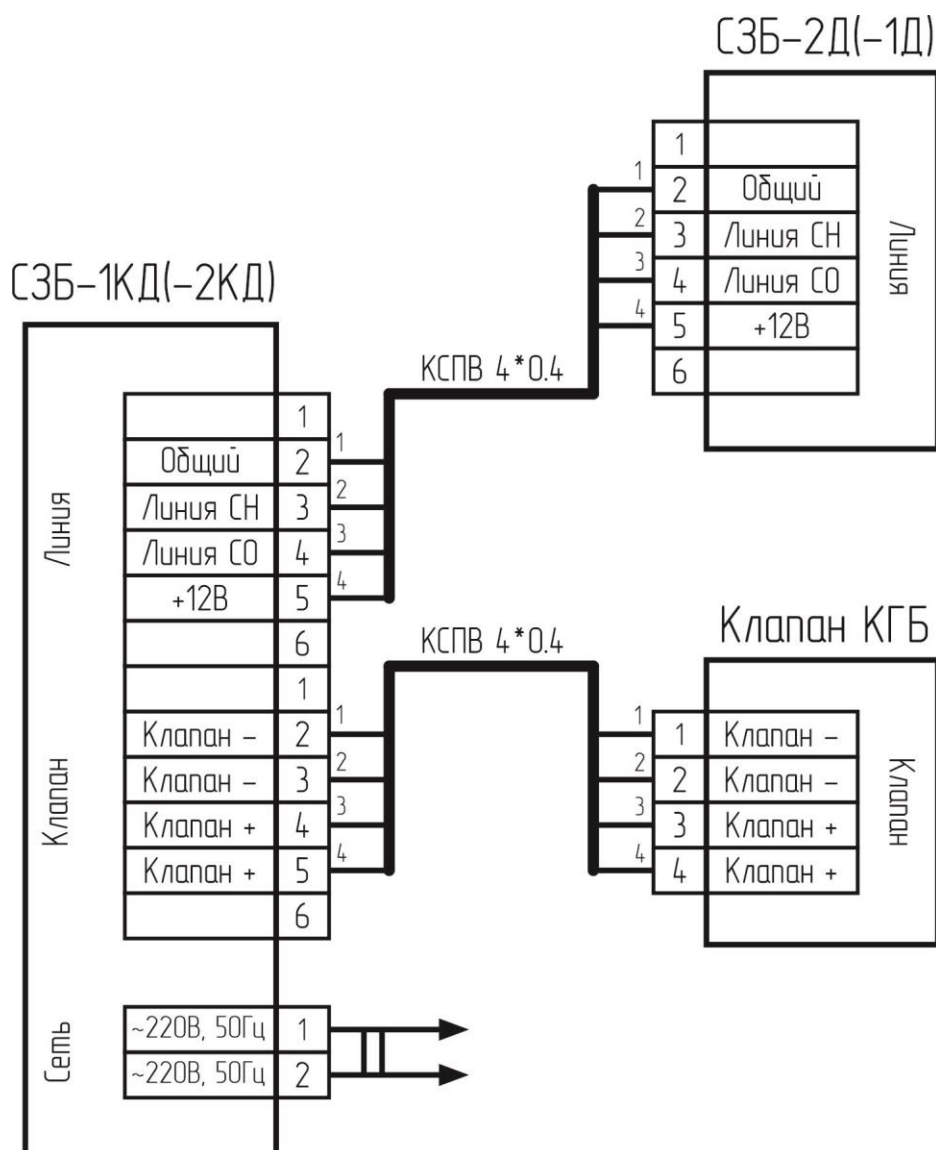 СЗБ-2Д(-1Д)
1
1 2 Общий
2 3 Линия СН
3 4 Линия СО
4 5 +12В
6
Линия
СЗБ-1КД(-2КД)
КСПВ 4*0.4
Линия
1
Общий 2 1
Линия СН 3 2
Линия СО 4 3
+12В 5 4
6
Клапан
1
Клапан – 2 1
Клапан – 3 2
Клапан + 4 3
Клапан + 5 4
6
КСПВ 4*0.4
Клапан КГБ
1 1 Клапан –
2 2 Клапан –
3 3 Клапан +
4 4 Клапан +
Клапан
Сеть
~220В, 50Гц 1
~220В, 50Гц 2